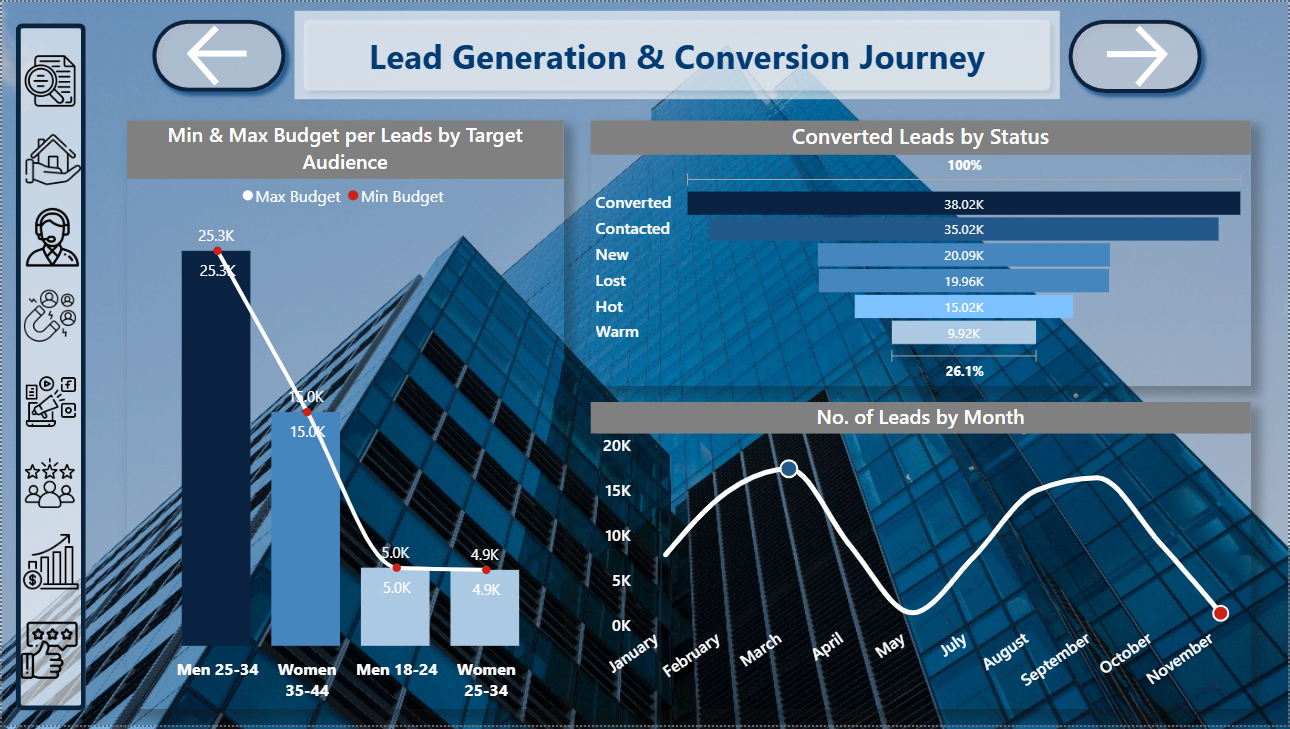 Lead Generation & Conversion Journey
Min & Max Budget per Leads by Target
Audience
Max Budget Min Budget
25.3K
25.3K
15.0K
15.0K
5.0K
5.0K
4.9K
4.9K
Men 25-34
Women
35-44
Men 18-24
Women
25-34
Converted Leads by Status
100%
Converted 38.02K
Contacted 35.02K
New 20.09K
Lost 19.96K
Hot 15.02K
Warm 9.92K
26.1%
No. of Leads by Month
20K
15K
10K
5K
0K
January February March April May July August September October November